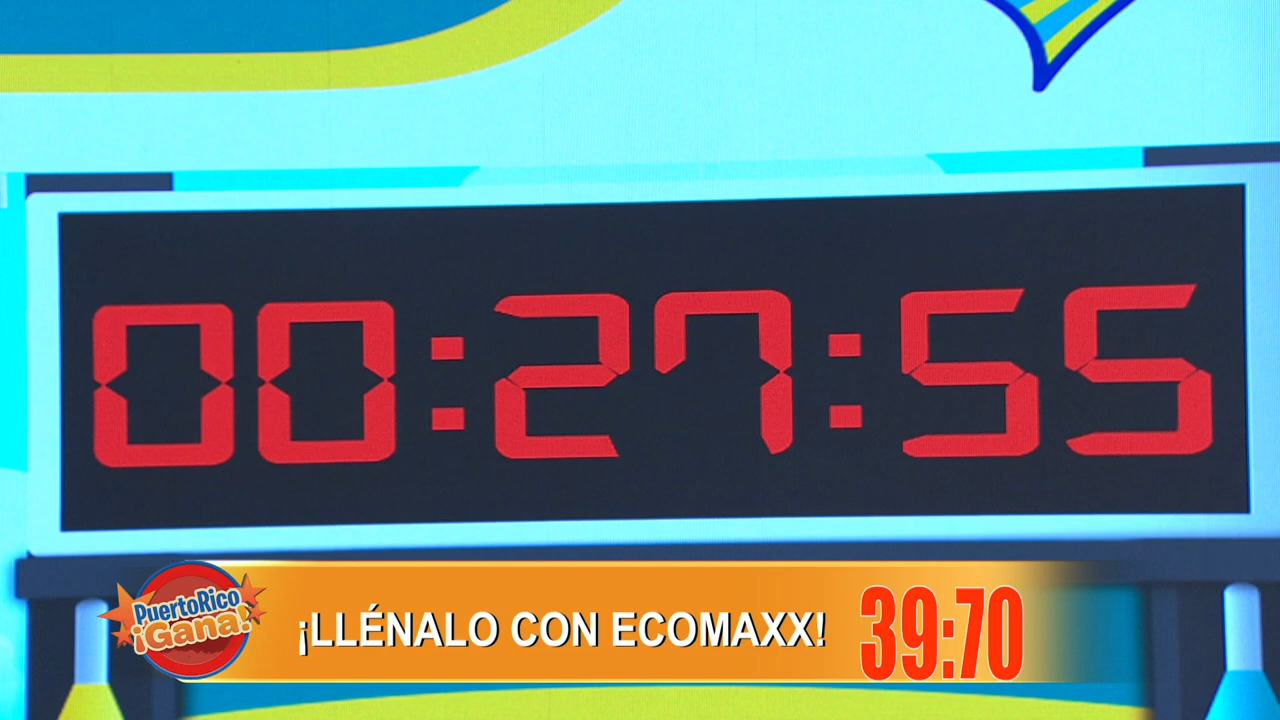 00:27:55
PuertoRico
¡Gana!
¡LLÉNALO CON ECOMAXX!
39:70